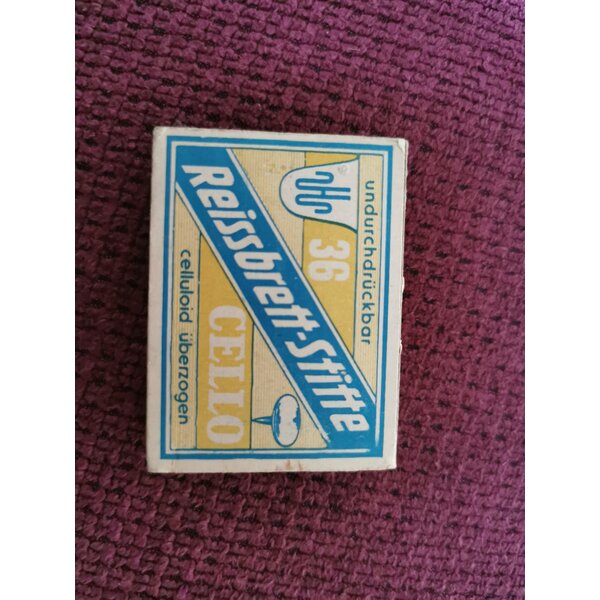 undurchdrückbar
36
Reissbrett-Stifte
CELLO
celluloid überzogen